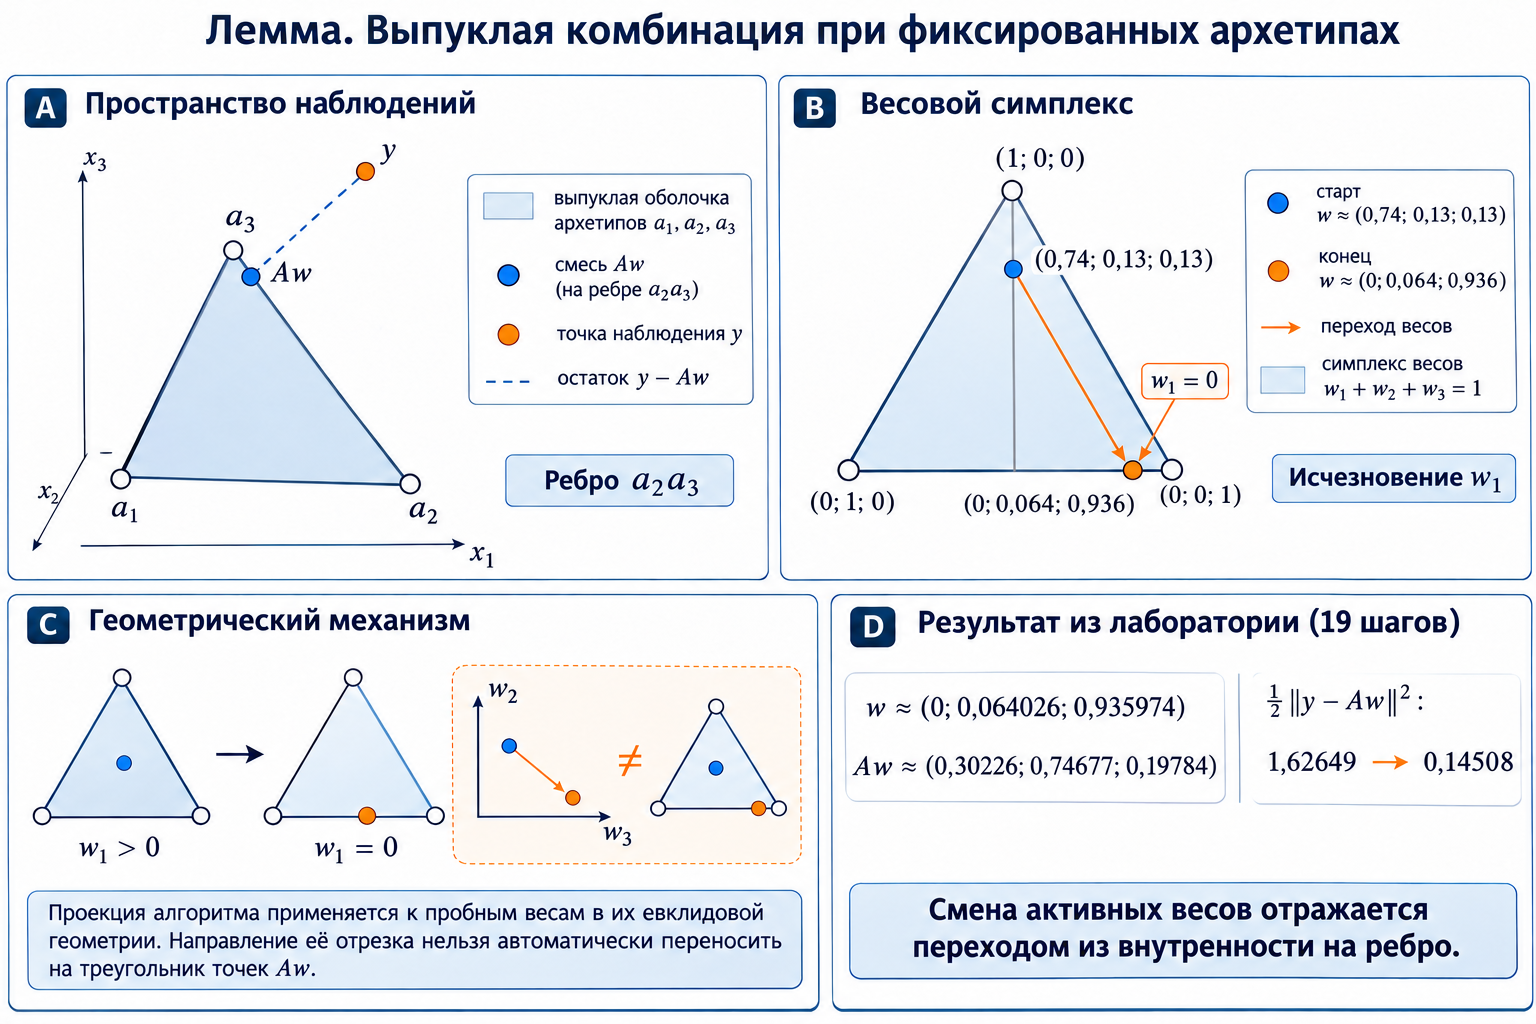 Лемма. Выпуклая комбинация при фиксированных архетипах
A Пространство наблюдений
x₃
y
a₃
Aw
–
x₂
a₁
a₂
x₁
выпуклая оболочка
архетипов a₁, a₂, a₃
смесь Aw
(на ребре a₂a₃)
точка наблюдения y
остаток y − Aw
Ребро a₂a₃
B Весовой симплекс
(1; 0; 0)
(0,74; 0,13; 0,13)
w₁ = 0
(0; 1; 0)
(0; 0,064; 0,936)
(0; 0; 1)
старт
w ≈ (0,74; 0,13; 0,13)
конец
w ≈ (0; 0,064; 0,936)
переход весов
симплекс весов
w₁ + w₂ + w₃ = 1
Исчезновение w₁
C Геометрический механизм
w₁ > 0
w₁ = 0
w₂
w₃
≠
Проекция алгоритма применяется к пробным весам в их евклидовой
геометрии. Направление её отрезка нельзя автоматически переносить
на треугольник точек Aw.
D Результат из лаборатории (19 шагов)
w ≈ (0; 0,064026; 0,935974)
Aw ≈ (0,30226; 0,74677; 0,19784)
½ ‖y − Aw‖² :
1,62649 → 0,14508
Смена активных весов отражается
переходом из внутренности на ребро.